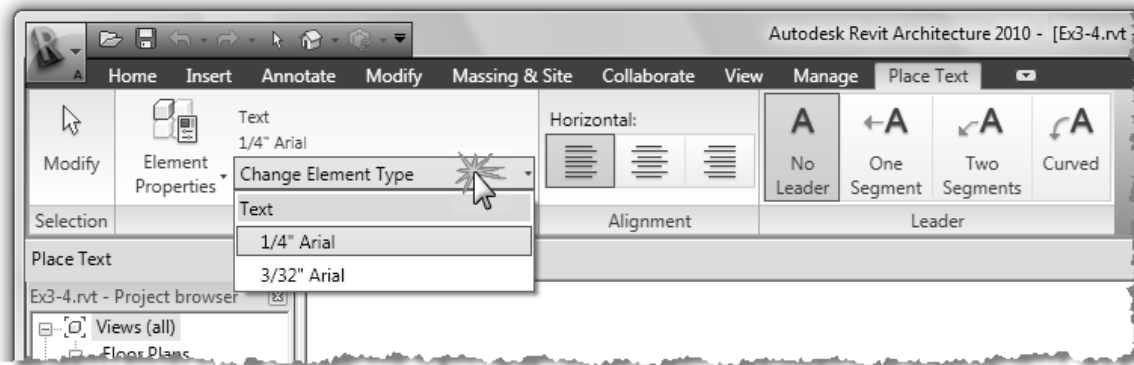 Autodesk Revit Architecture 2010 - [Ex3-4.rvt
A
Home Insert Annotate Modify Massing & Site Collaborate View Manage Place Text
Modify
Element
Properties
Text
1/4" Arial
Change Element Type
Horizontal:
A A A A
No
Leader
One
Segment
Two
Segments
Curved
Selection
Alignment
Leader
Text
1/4" Arial
3/32" Arial
Place Text
Ex3-4.rvt - Project browser
Views (all)
Floor Plans